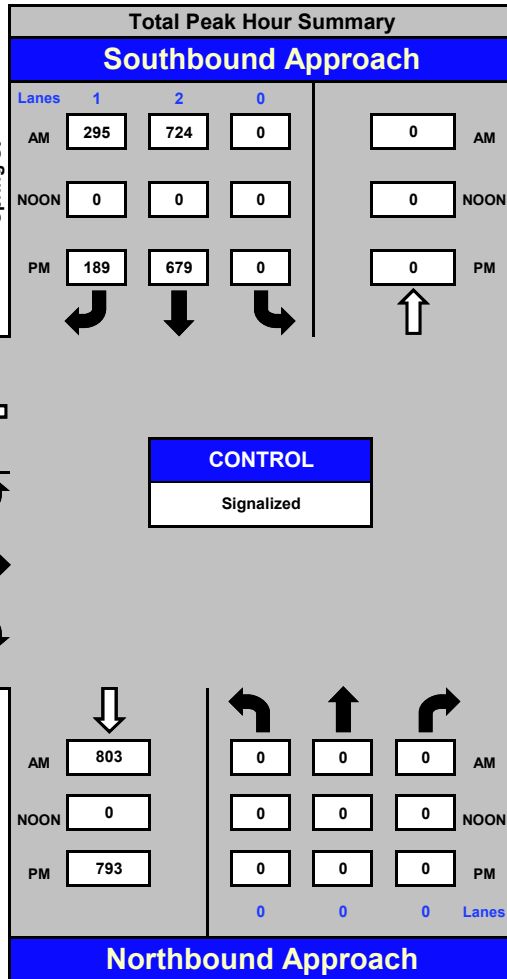 Total Peak Hour Summary
Southbound Approach
Lanes 1 2 0
AM 295 724 0 0 AM
NOON 0 0 0 0 NOON
PM 189 679 0 0 PM
CONTROL
Signalized
AM 803 0 0 0 AM
NOON 0 0 0 0 NOON
PM 793 0 0 0 PM
0 0 0 Lanes
Northbound Approach